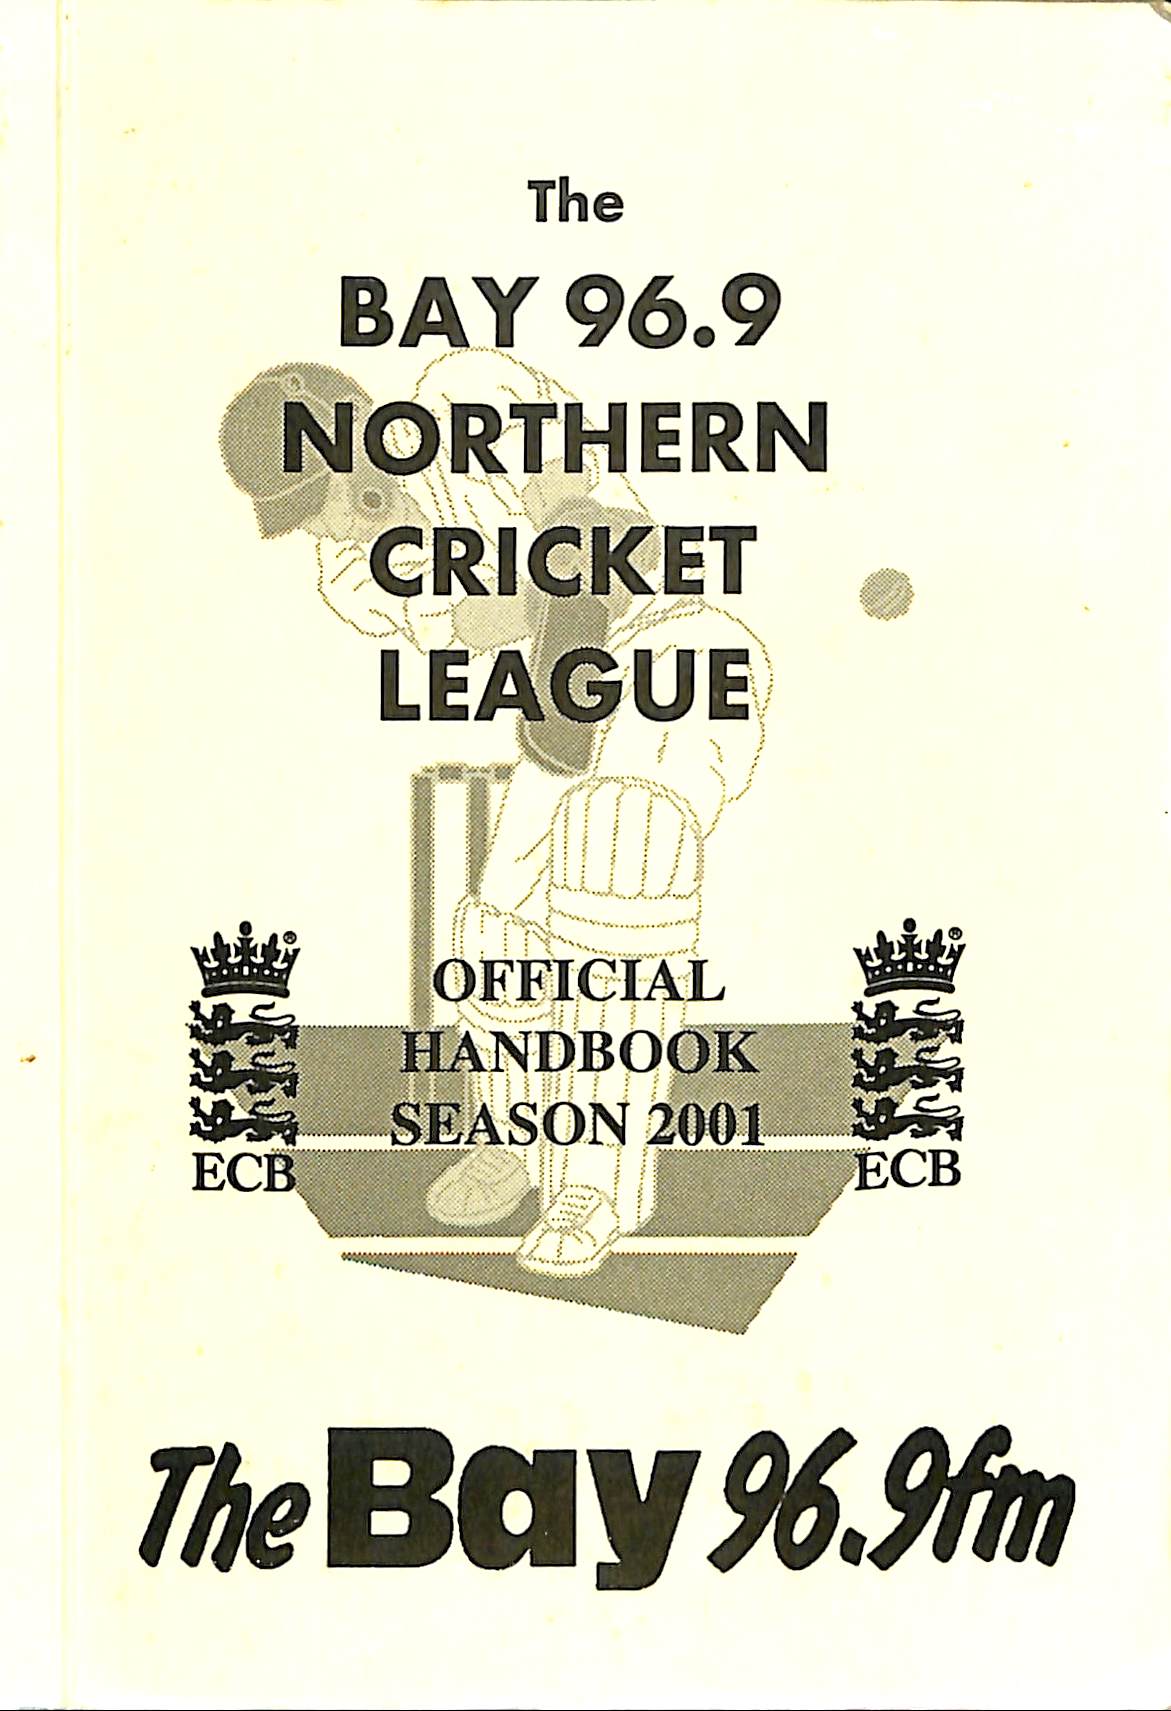 The
BAY 96.9
NORTHERN
CRICKET
LEAGUE
OFFICIAL
HANDBOOK
SEASON 2001
® ®
ECB ECB
The Bay 96.9fm